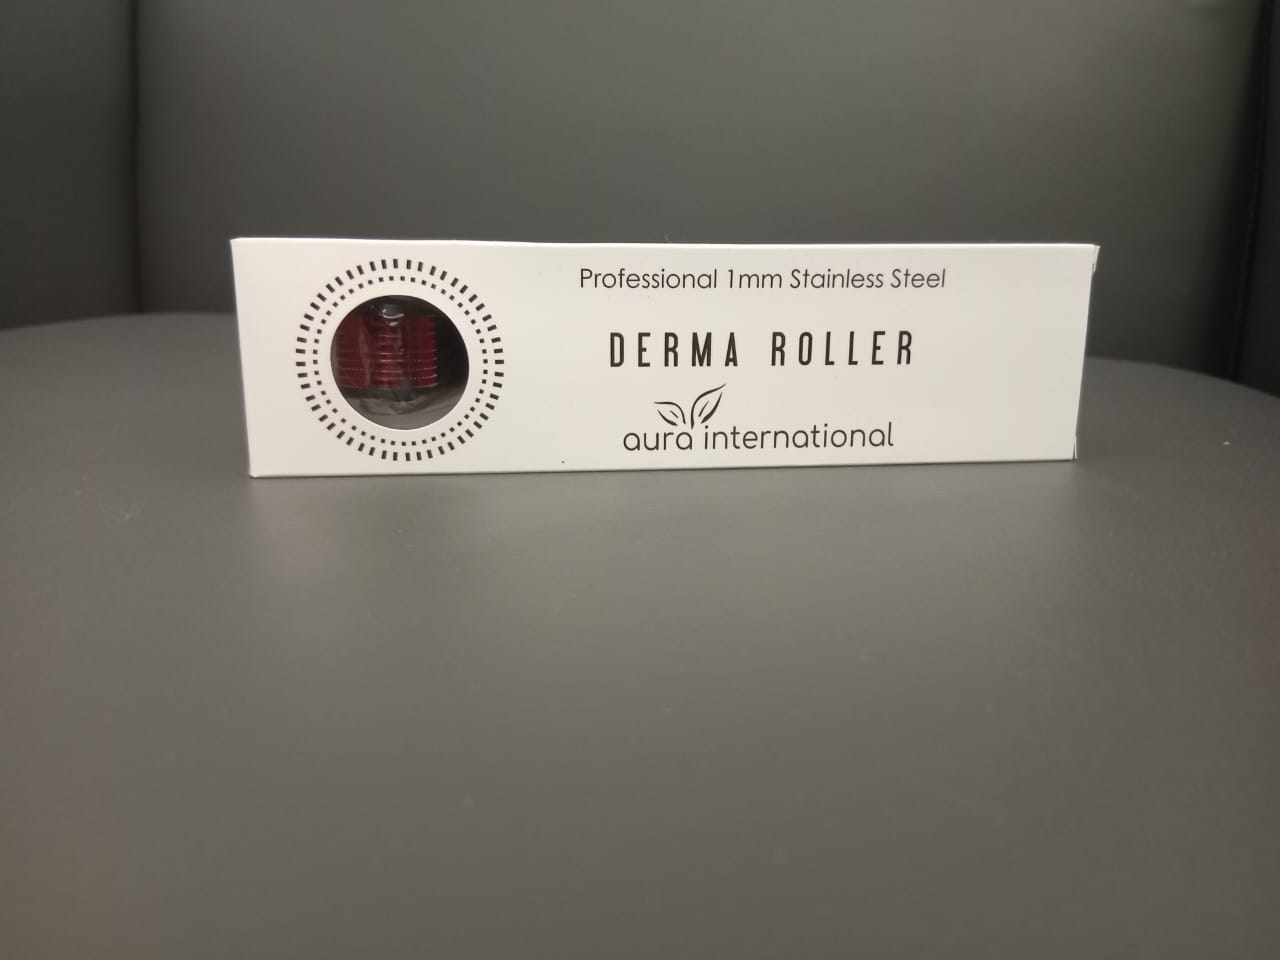 Professional 1mm Stainless Steel
DERMA ROLLER
aura international